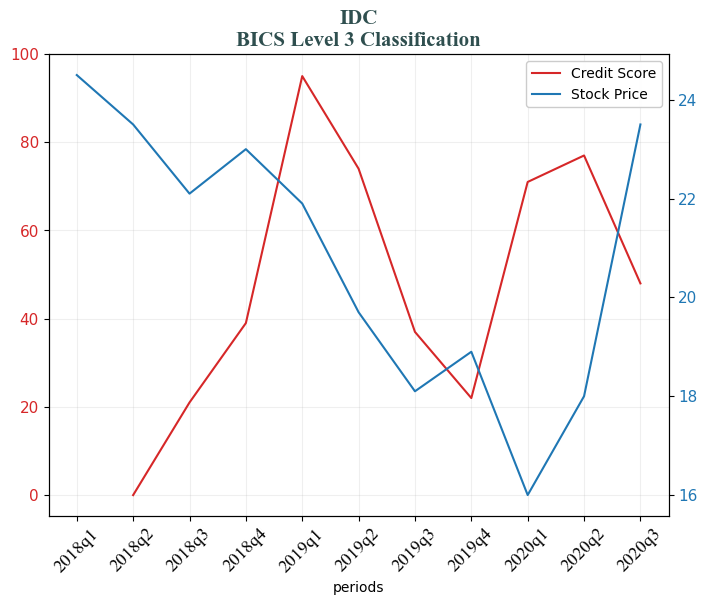 IDC
BICS Level 3 Classification
Credit Score
Stock Price
100
80
60
40
20
0
24
22
20
18
16
2018q1
2018q2
2018q3
2018q4
2019q1
2019q2
2019q3
2019q4
2020q1
2020q2
2020q3
periods